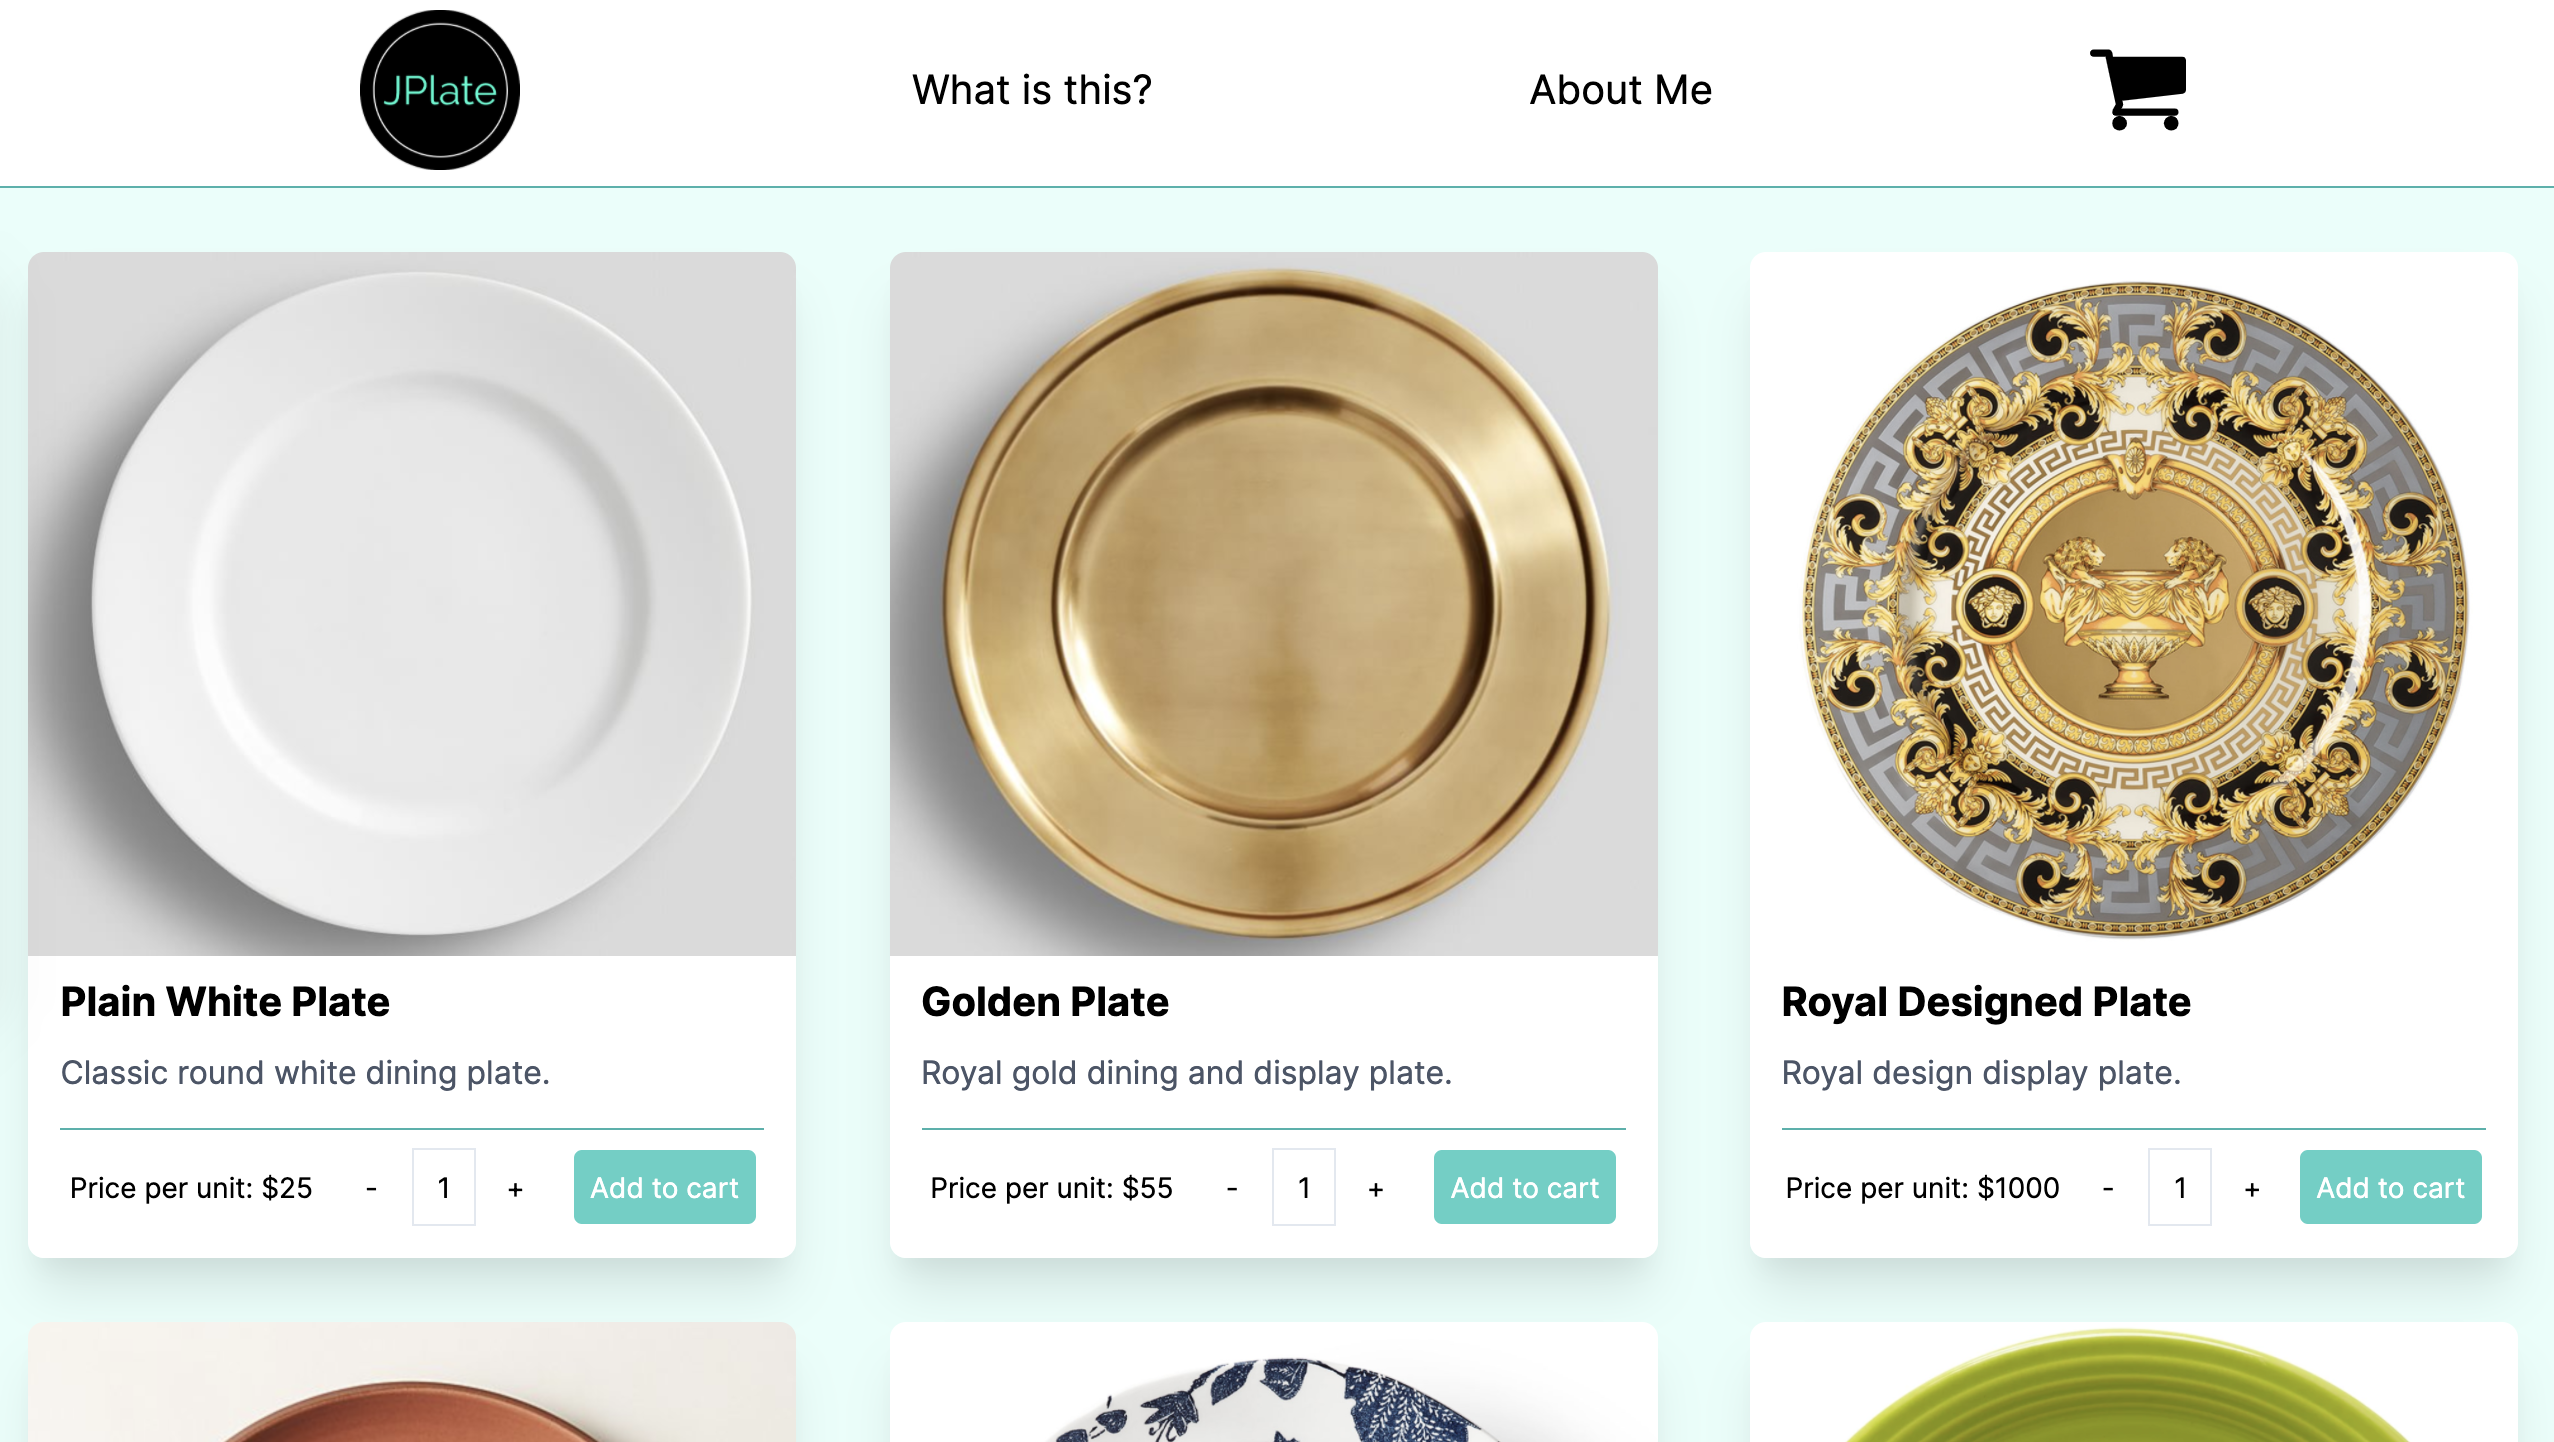 JPlate
What is this?
About Me
Plain White Plate
Classic round white dining plate.
Price per unit: $25 - 1 + Add to cart
Golden Plate
Royal gold dining and display plate.
Price per unit: $55 - 1 + Add to cart
Royal Designed Plate
Royal design display plate.
Price per unit: $1000 - 1 + Add to cart